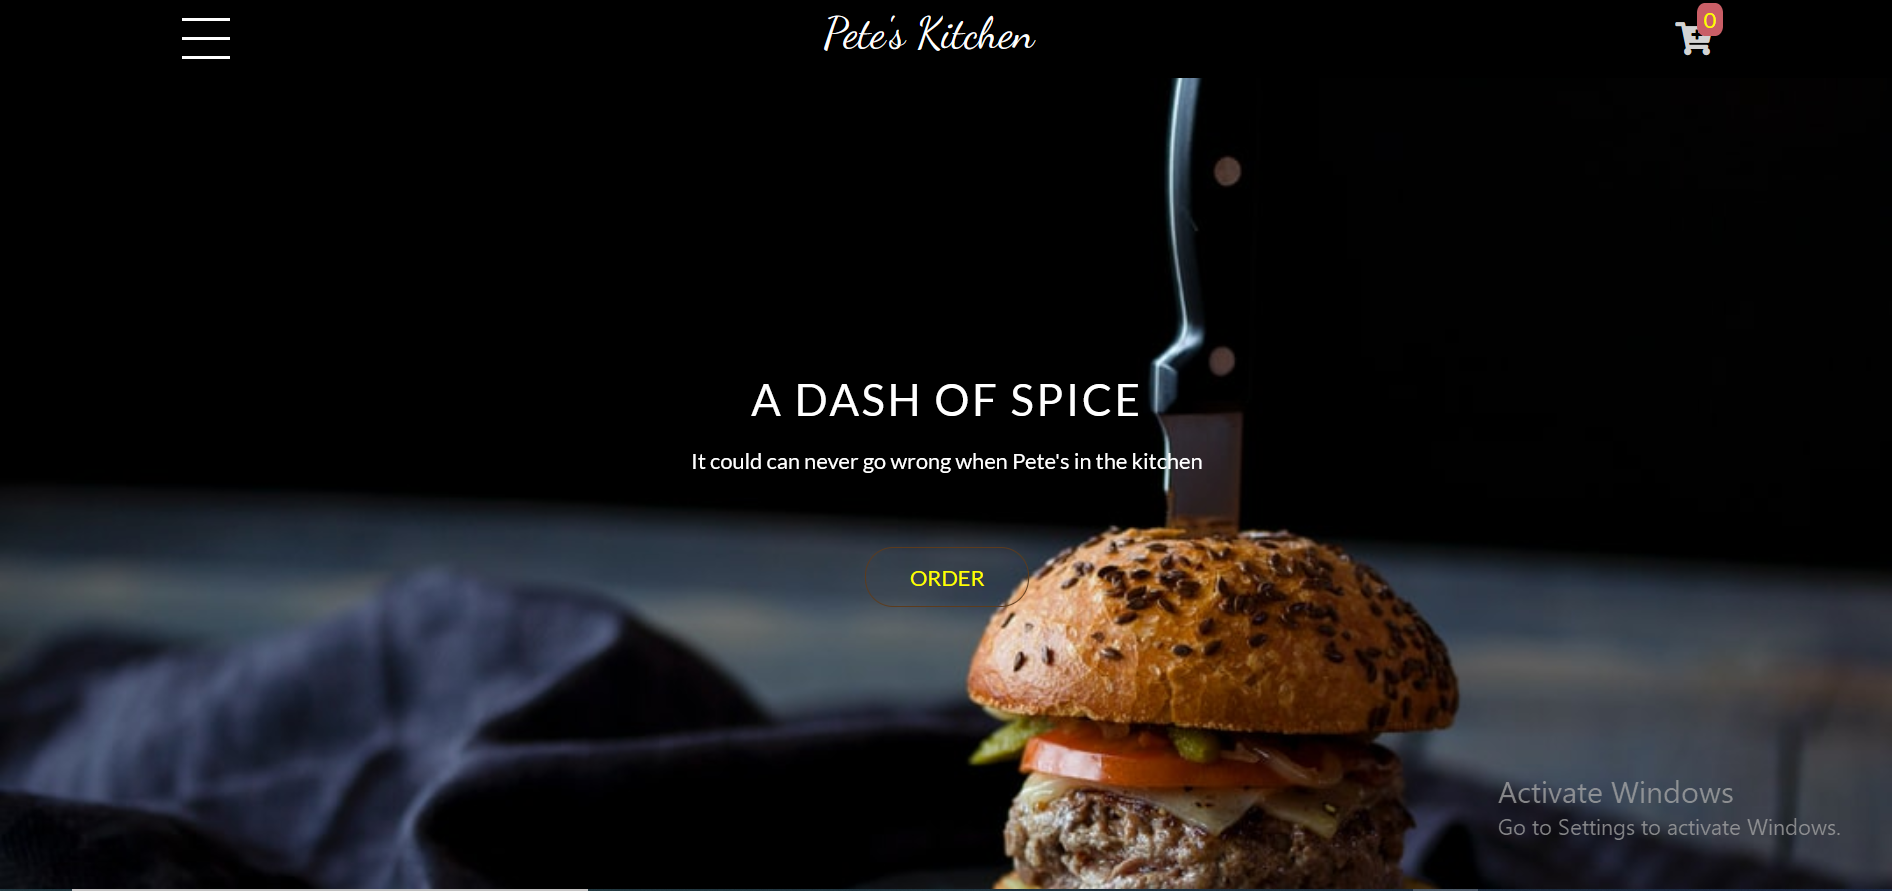 Pete's Kitchen
0
A DASH OF SPICE
It could can never go wrong when Pete's in the kitchen
ORDER
Activate Windows
Go to Settings to activate Windows.